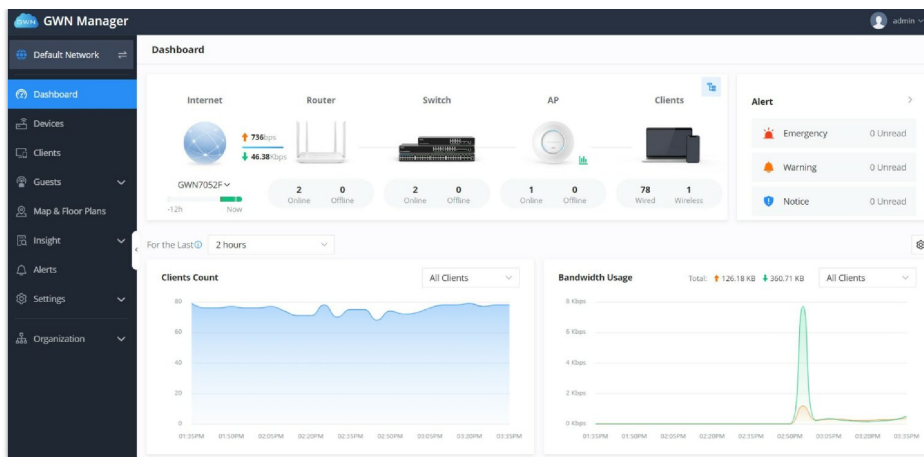 GWN GWN Manager
admin
Default Network
Dashboard
Dashboard
Devices
Clients
Guests
Map & Floor Plans
Insight
Alerts
Settings
Organization
Internet Router Switch AP Clients
736bps
46.38Kbps
GWN7052F
-12h Now
2 0 2 0 1 0 78 1
Online Offline Online Offline Online Offline Wired Wireless
Alert
Emergency 0 Unread
Warning 0 Unread
Notice 0 Unread
For the Last 2 hours
Clients Count All Clients
80
60
40
20
0
01:35PM 01:50PM 02:05PM 02:20PM 02:35PM 02:50PM 03:05PM 03:20PM 03:35PM
Bandwidth Usage Total: 126.18 KB 360.71 KB All Clients
8 Kbps
6 Kbps
4 Kbps
2 Kbps
0 Kbps
01:35PM 01:50PM 02:05PM 02:20PM 02:35PM 02:50PM 03:05PM 03:20PM 03:35PM